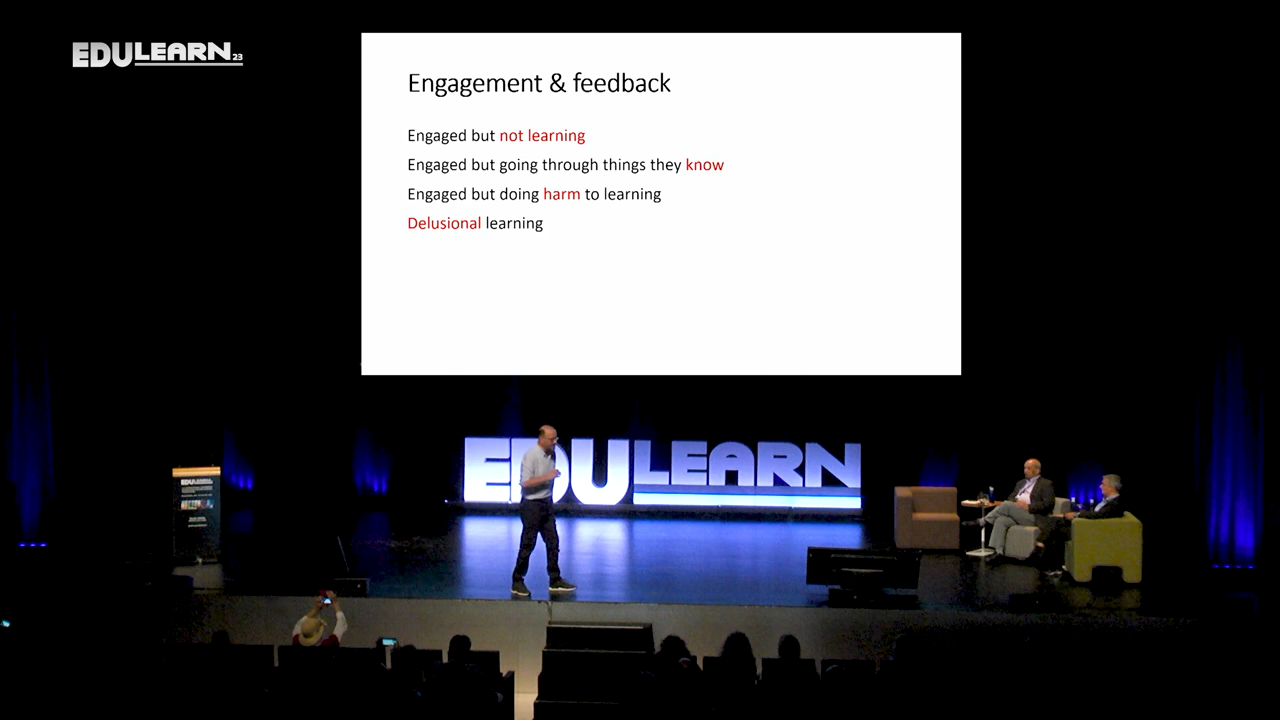 EDULEARN23
Engagement & feedback
Engaged but not learning
Engaged but going through things they know
Engaged but doing harm to learning
Delusional learning
EDULEARN